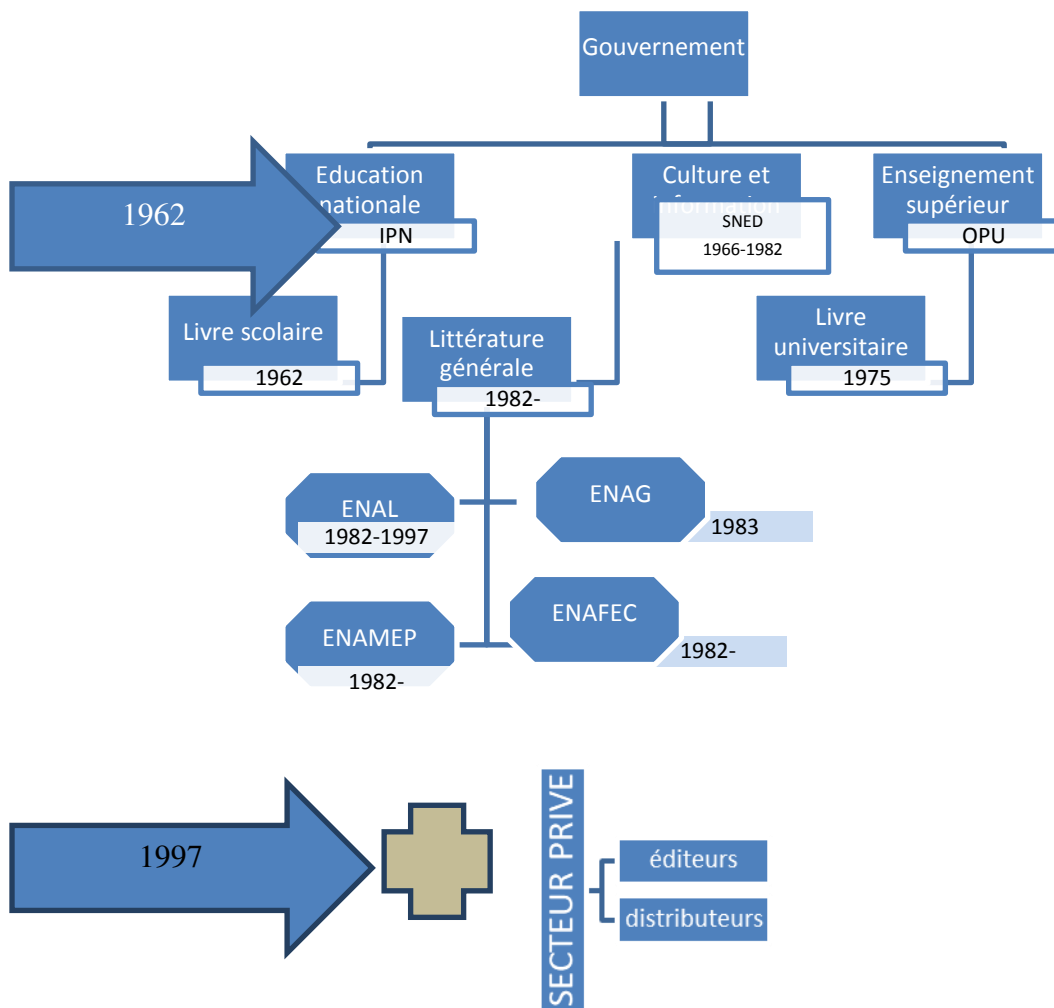 Gouvernement
1962
Education
nationale
IPN
Culture et
information
SNED
1966-1982
Enseignement
supérieur
OPU
Livre scolaire
1962
Littérature
générale
1982-
Livre
universitaire
1975
ENAL
1982-1997
ENAG
1983
ENAMEP
1982-
ENAFEC
1982-
1997
SECTEUR PRIVE
éditeurs
distributeurs